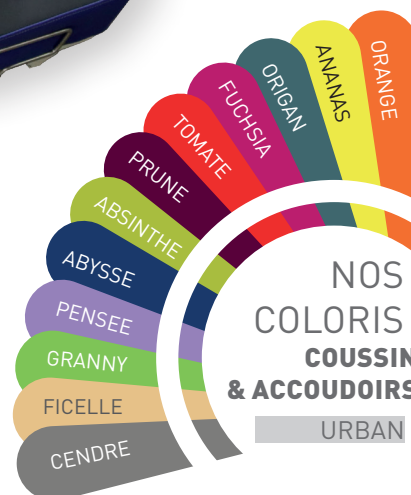 ORANGE
ANANAS
ORIGAN
FUCHSIA
TOMATE
PRUNE
ABSINTHE
ABYSSE
PENSEE
GRANNY
FICELLE
CENDRE
NOS
COLORIS
COUSSIN
& ACCOUDOIRS
URBAN